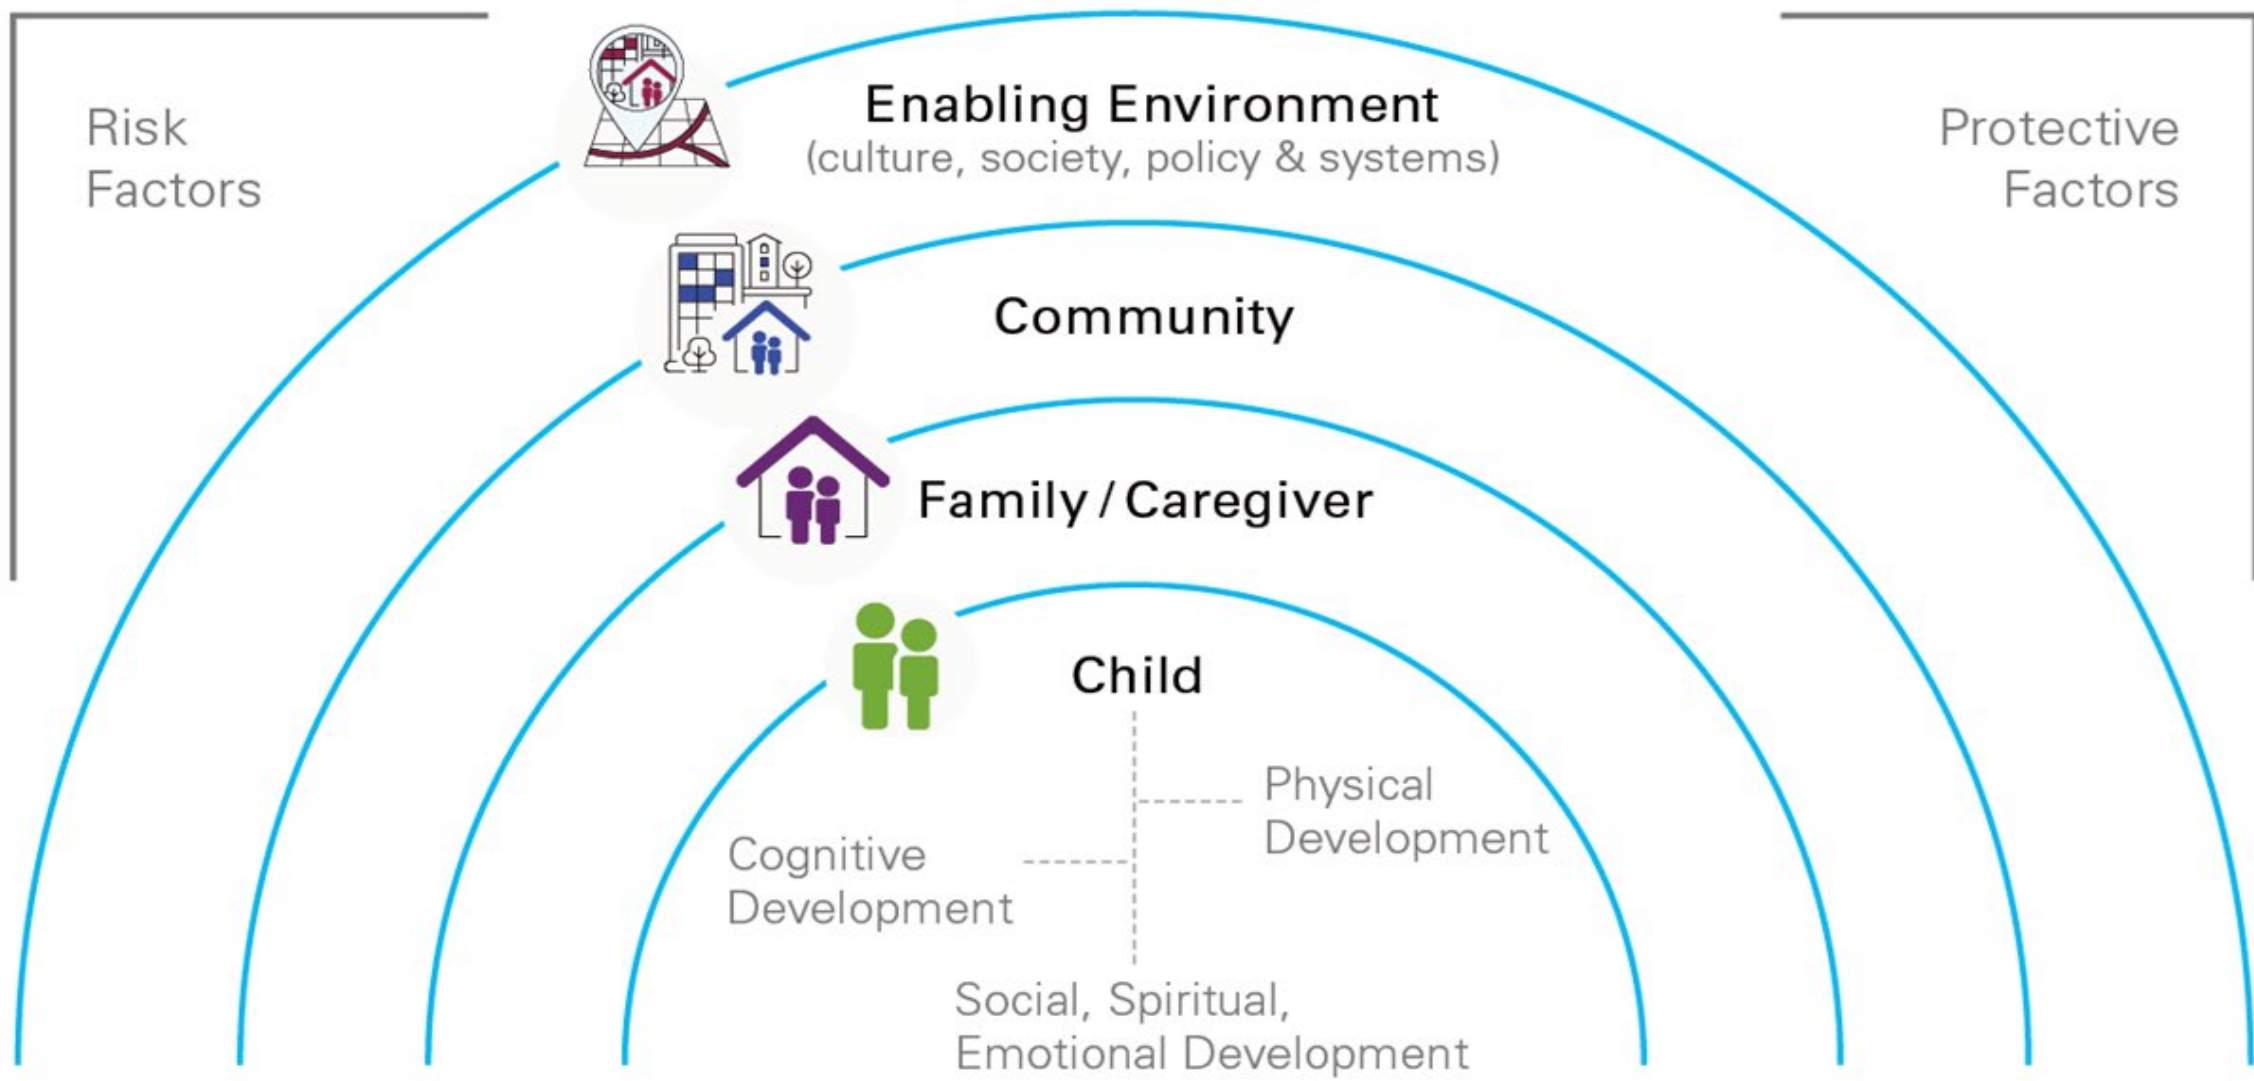 Risk
Factors
Enabling Environment
(culture, society, policy & systems)
Protective
Factors
Community
Family / Caregiver
Child
Physical
Development
Cognitive
Development
Social, Spiritual,
Emotional Development